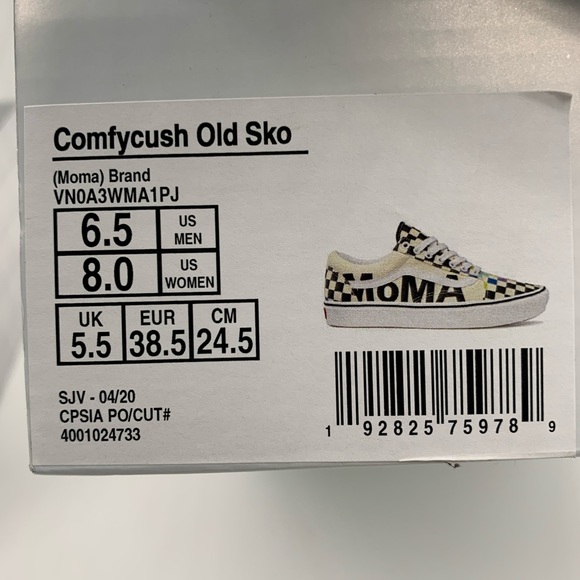 Comfycush Old Sko
(Moma) Brand
VN0A3WMA1PJ
6.5 US MEN
8.0 US WOMEN
UK EUR CM
5.5 38.5 24.5
MoMA
SJV - 04/20
CPSIA PO/CUT#
4001024733
1 92825 75978 9